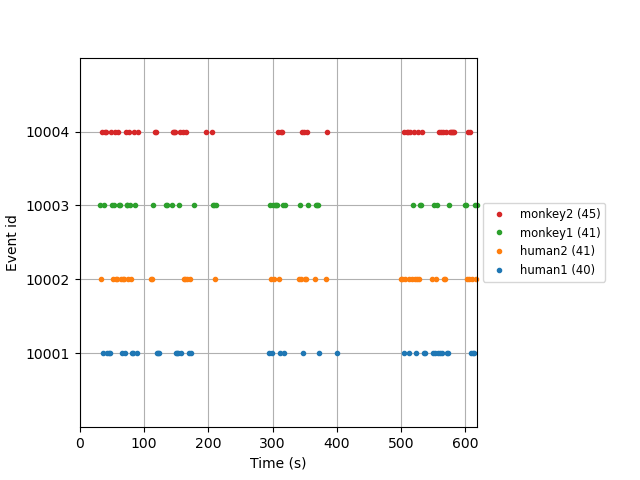 10004
10003
10002
10001
Event id
0 100 200 300 400 500 600
Time (s)
monkey2 (45)
monkey1 (41)
human2 (41)
human1 (40)